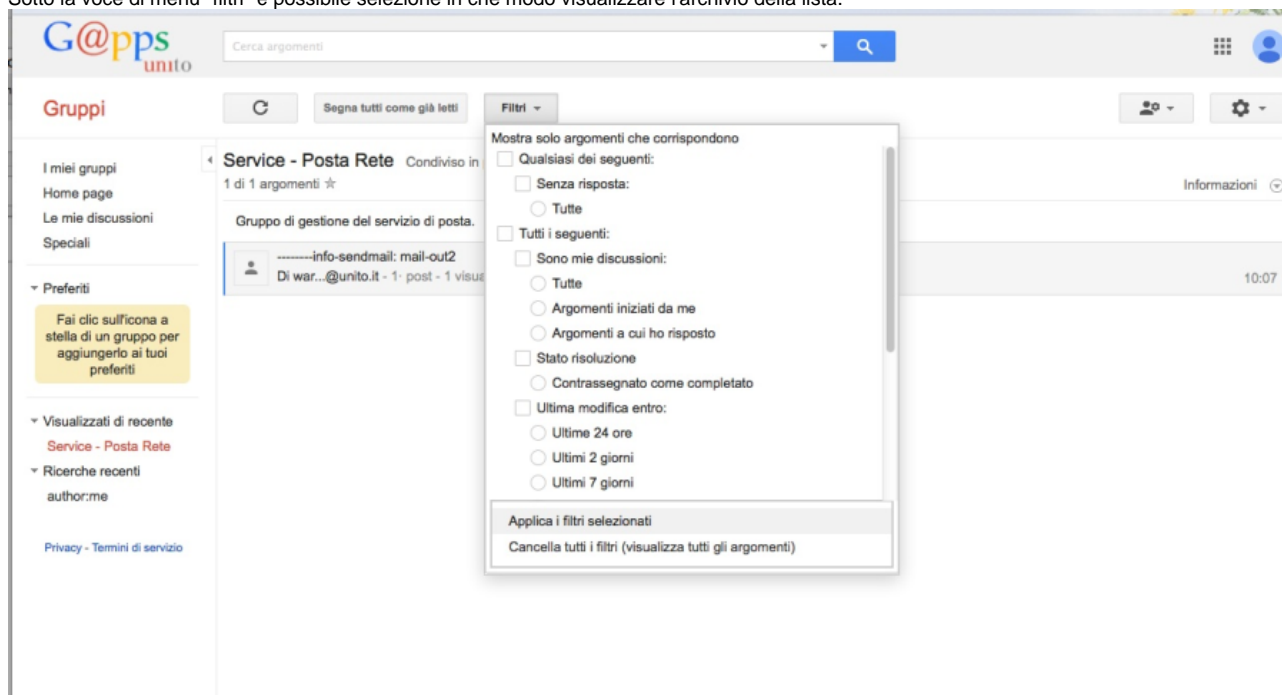 Sotto la voce di menu "filtri" è possibile selezione in che modo visualizzare l'archivio della lista.
G@pps
unito
Cerca argomenti
Gruppi
Segna tutti come già letti
Filtri
Mostra solo argomenti che corrispondono
Qualsiasi dei seguenti:
Senza risposta:
Tutte
Tutti i seguenti:
Sono mie discussioni:
Tutte
Argomenti iniziati da me
Argomenti a cui ho risposto
Stato risoluzione
Contrassegnato come completato
Ultima modifica entro:
Ultime 24 ore
Ultimi 2 giorni
Ultimi 7 giorni
Applica i filtri selezionati
Cancella tutti i filtri (visualizza tutti gli argomenti)
I miei gruppi
Home page
Le mie discussioni
Speciali
Preferiti
Fai clic sull'icona a
stella di un gruppo per
aggiungerlo ai tuoi
preferiti
Visualizzati di recente
Service - Posta Rete
Ricerche recenti
author:me
Privacy - Termini di servizio
Service - Posta Rete Condiviso in
1 di 1 argomenti
Informazioni
Gruppo di gestione del servizio di posta.
--------info-sendmail: mail-out2
Di war...@unito.it - 1 post - 1 visua
10:07